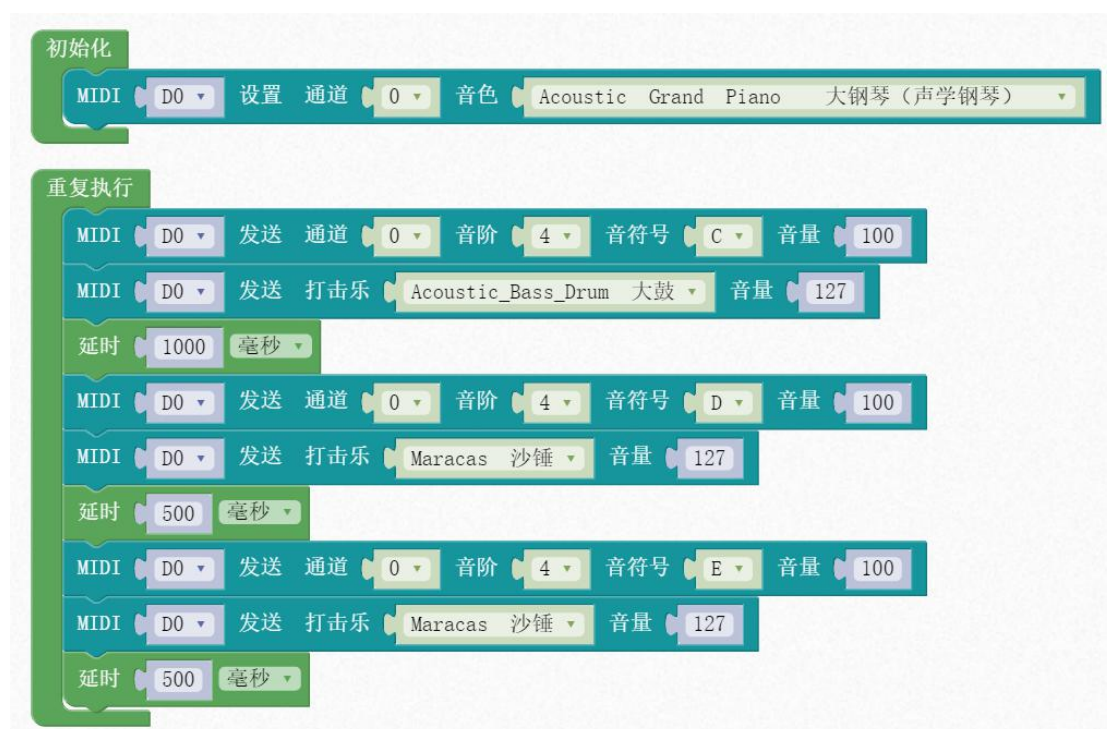 初始化
MIDI D0 设置 通道 0 音色 Acoustic Grand Piano 大钢琴（声学钢琴）
重复执行
MIDI D0 发送 通道 0 音阶 4 音符号 C 音量 100
MIDI D0 发送 打击乐 Acoustic_Bass_Drum 大鼓 音量 127
延时 1000 毫秒
MIDI D0 发送 通道 0 音阶 4 音符号 D 音量 100
MIDI D0 发送 打击乐 Maracas 沙锤 音量 127
延时 500 毫秒
MIDI D0 发送 通道 0 音阶 4 音符号 E 音量 100
MIDI D0 发送 打击乐 Maracas 沙锤 音量 127
延时 500 毫秒